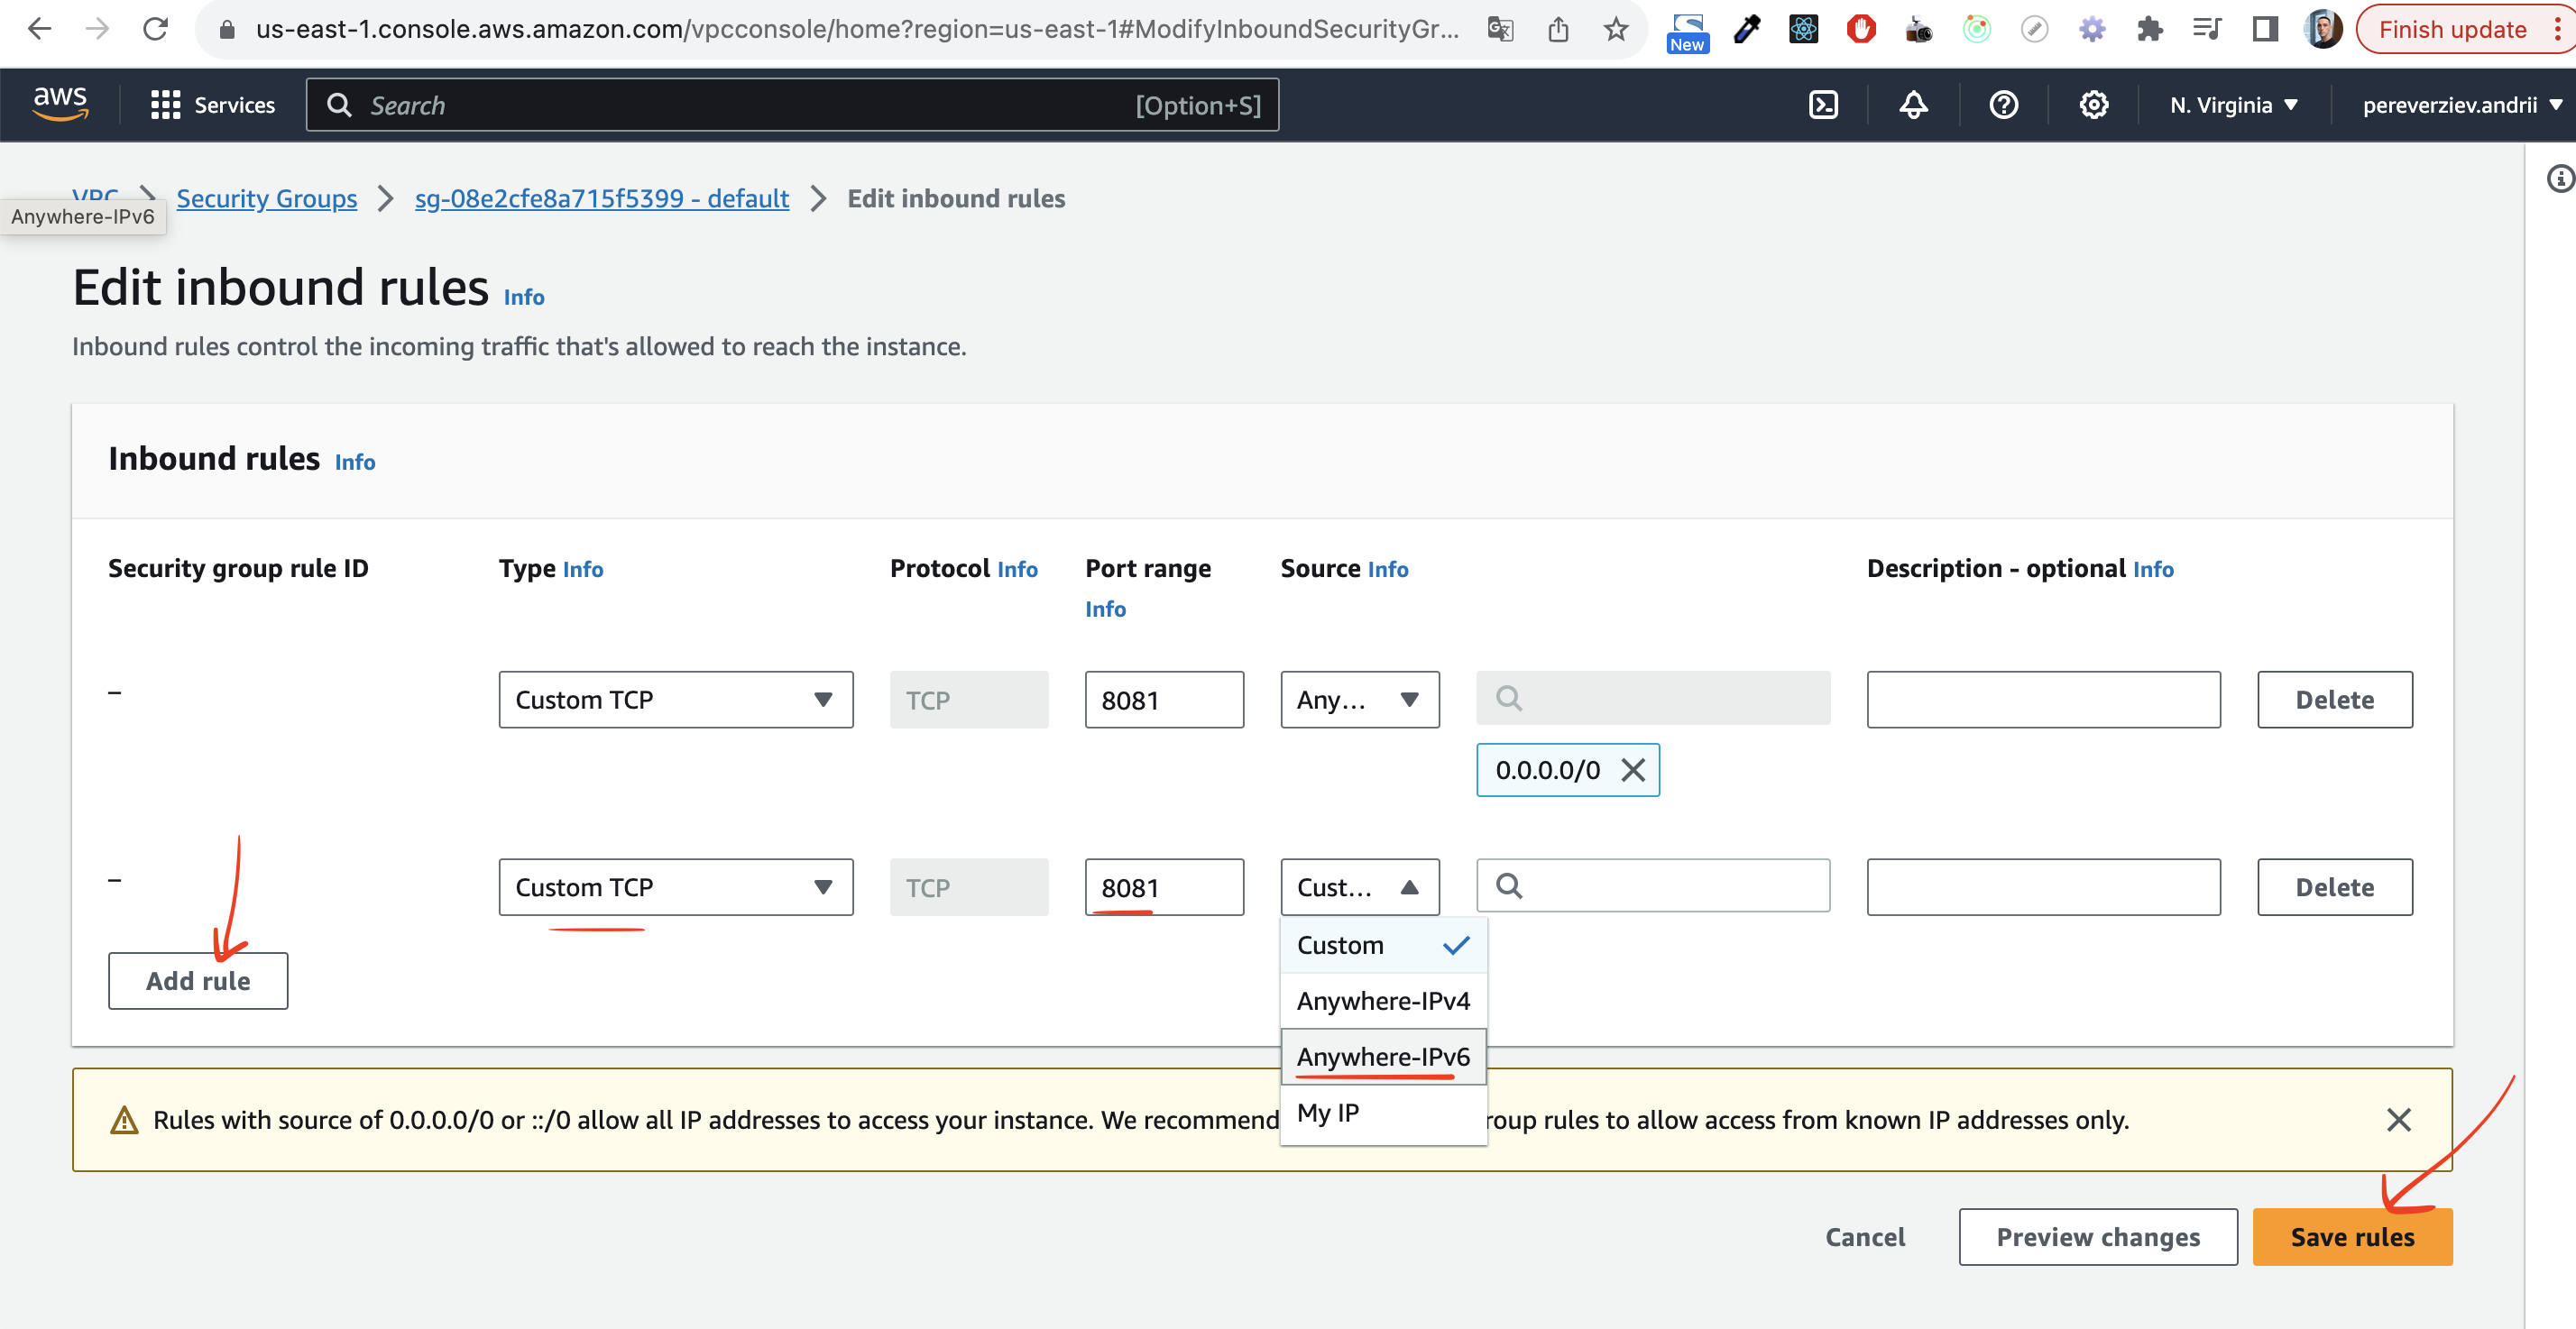 us-east-1.console.aws.amazon.com/vpcconsole/home?region=us-east-1#ModifyInboundSecurityGr...
New
Finish update
aws
Services
Search
[Option+S]
N. Virginia
pereverziev.andrii
VPC
Security Groups
sg-08e2cfe8a715f5399 - default
Edit inbound rules
Anywhere-IPv6
Edit inbound rules Info
Inbound rules control the incoming traffic that's allowed to reach the instance.
Inbound rules Info
Security group rule ID
Type Info
Protocol Info
Port range
Info
Source Info
Description - optional Info
–
Custom TCP
TCP
8081
Any...
Delete
0.0.0.0/0
–
Custom TCP
TCP
8081
Cust...
Delete
Custom
Anywhere-IPv4
Anywhere-IPv6
My IP
Add rule
Rules with source of 0.0.0.0/0 or ::/0 allow all IP addresses to access your instance. We recommend roup rules to allow access from known IP addresses only.
Cancel
Preview changes
Save rules